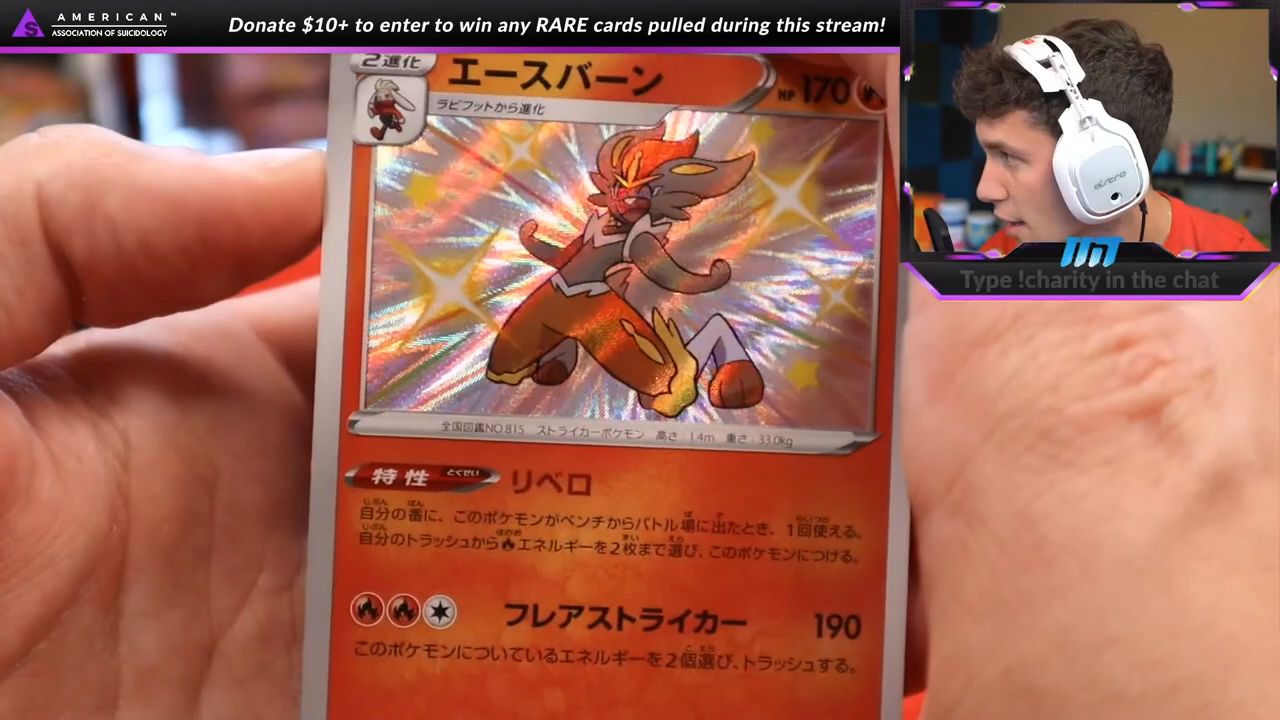 AMERICAN ™
ASSOCIATION OF SUICIDOLOGY
Donate $10+ to enter to win any RARE cards pulled during this stream!
2進化
エースバーン
HP 170
ラビフットから進化
astro
Type !charity in the chat
全国図鑑NO.815 ストライカーポケモン 高さ:1.4m 重さ:33.0kg
特性 とくせい リベロ
自分の番に、このポケモンがベンチからバトル場に出たとき、1回使える。
自分のトラッシュからエネルギーを2枚まで選び、このポケモンにつける。
フレアストライカー 190
このポケモンについているエネルギーを2個選び、トラッシュする。